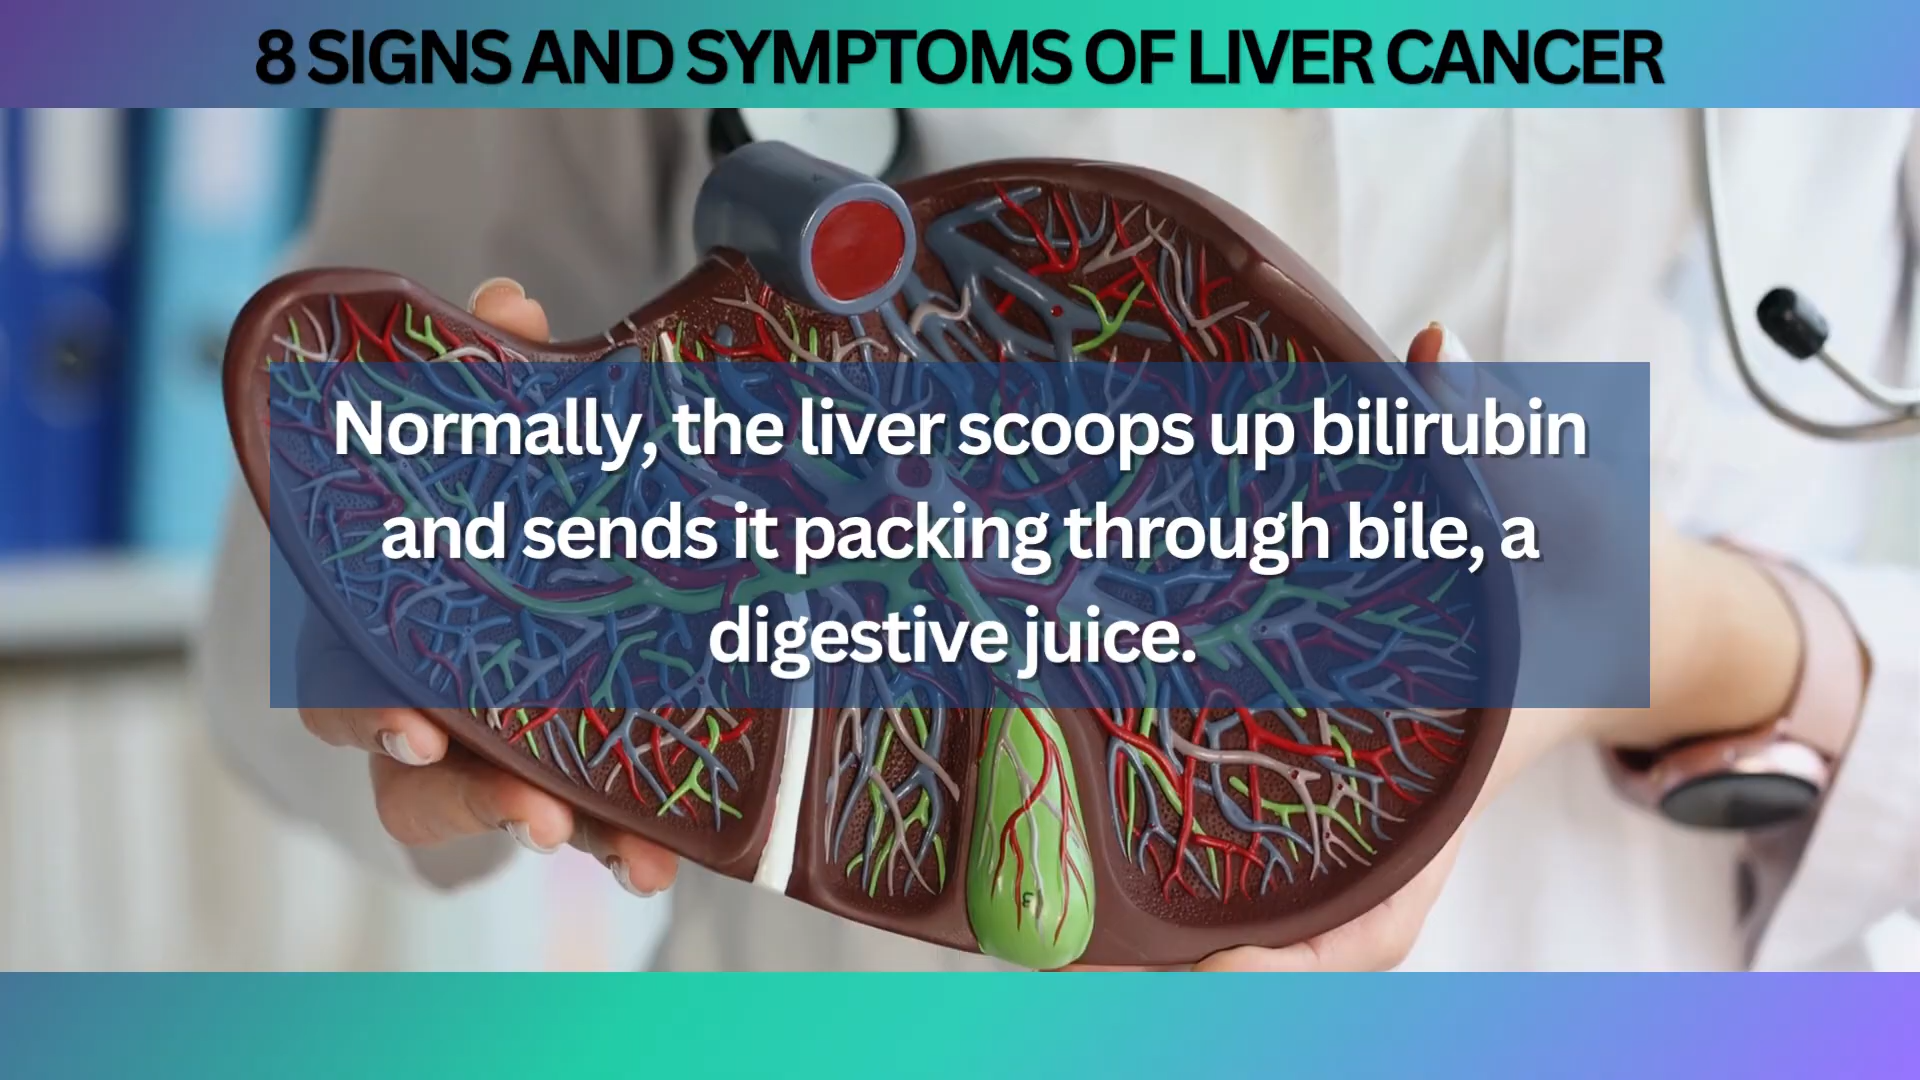 8 SIGNS AND SYMPTOMS OF LIVER CANCER
Normally, the liver scoops up bilirubin
and sends it packing through bile, a
digestive juice.
3